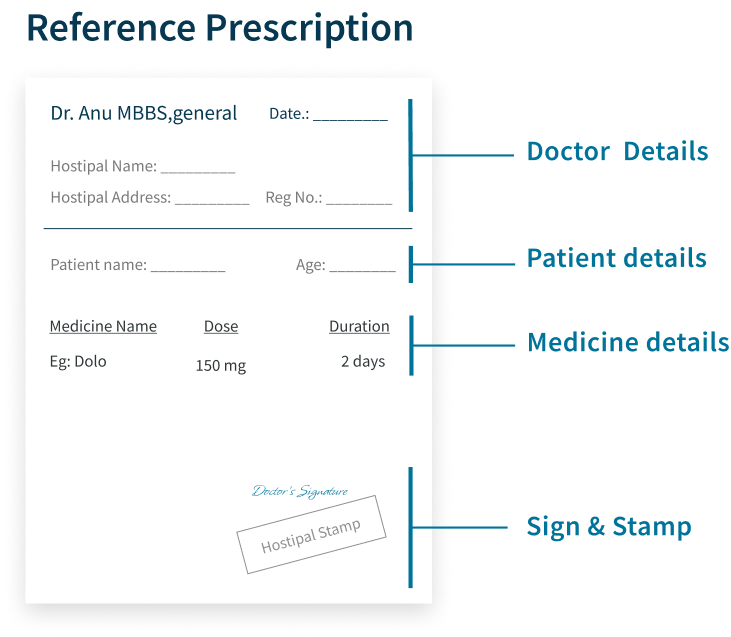 Reference Prescription
Dr. Anu MBBS,general Date.: _________
Doctor Details
Hostipal Name: _________
Hostipal Address: _________ Reg No.: ________
Patient name: _________ Age: ________
Patient details
Medicine Name Dose Duration
Medicine details
Eg: Dolo 150 mg 2 days
Doctor's Signature
Hostipal Stamp
Sign & Stamp